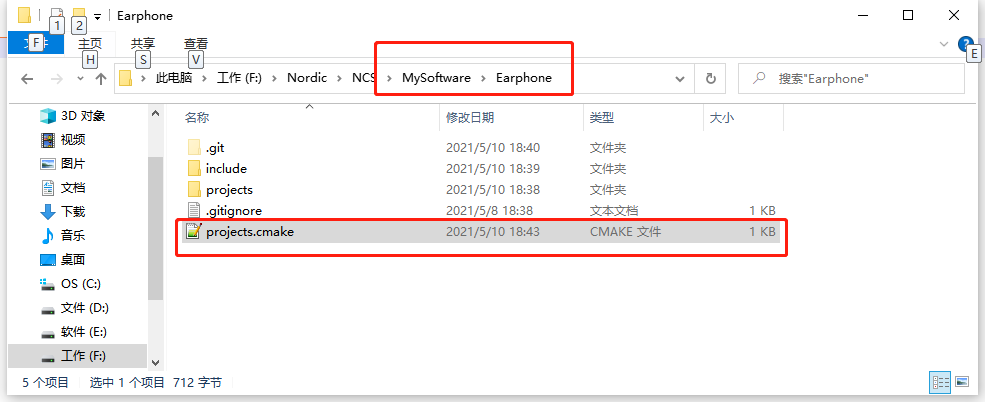 1 2 Earphone
文件 主页 共享 查看
F H S V E
此电脑 工作 (F:) Nordic NCS MySoftware Earphone 搜索"Earphone"
名称 修改日期 类型 大小
3D 对象
视频
图片
文档
下载
音乐
桌面
OS (C:)
文件 (D:)
软件 (E:)
工作 (F:)
.git 2021/5/10 18:40 文件夹
include 2021/5/10 18:39 文件夹
projects 2021/5/10 18:38 文件夹
.gitignore 2021/5/8 18:38 文本文档 1 KB
projects.cmake 2021/5/10 18:43 CMAKE 文件 1 KB
5 个项目 选中 1 个项目 712 字节